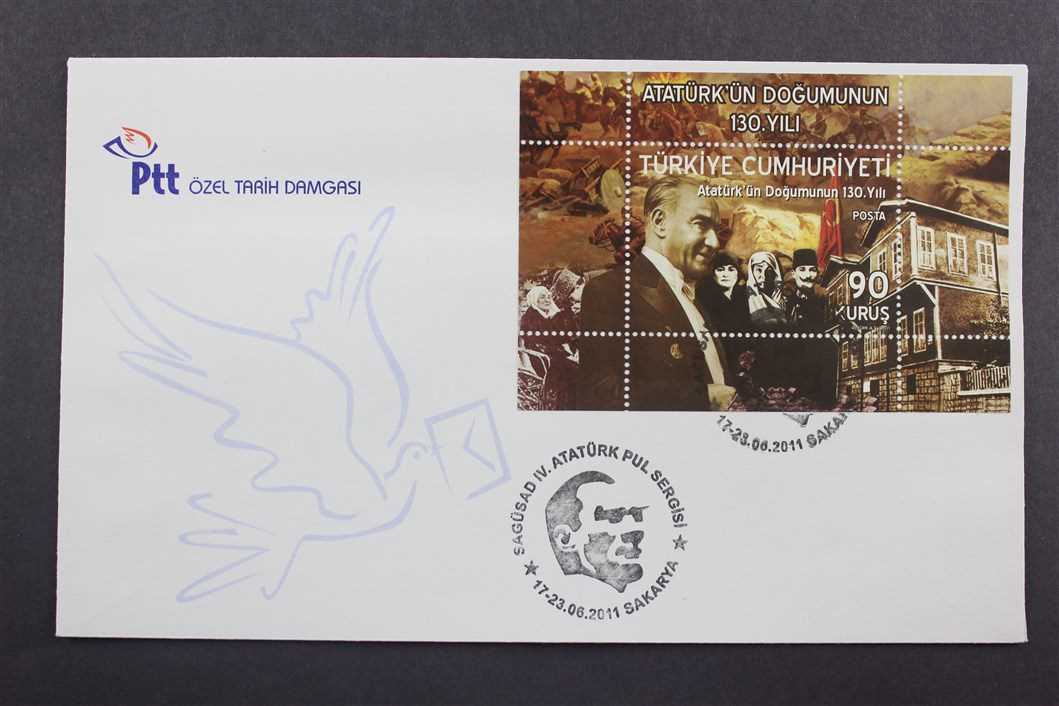 Ptt ÖZEL TARİH DAMGASI
ATATÜRK'ÜN DOĞUMUNUN
130.YILI
TÜRKİYE CUMHURİYETİ
Atatürk'ün Doğumunun 130.Yılı
POSTA
90
KURUŞ
17-23.06.2011 SAKARY
SAGÜSAD IV. ATATÜRK PUL SERGİSİ
17-23.06.2011 SAKARYA